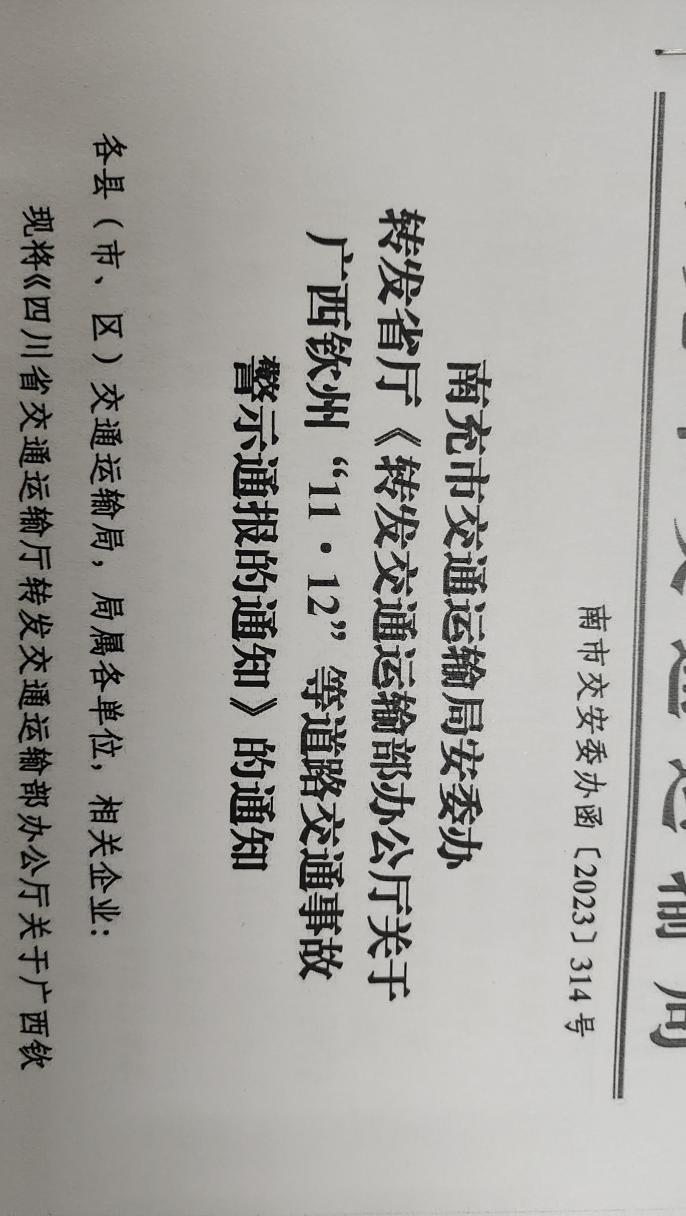 南市交安委办函〔2023〕314号
南充市交通运输局安委办
转发省厅《转发交通运输部办公厅关于
广西钦州“11·12”等道路交通事故
警示通报的通知》的通知
各县（市、区）交通运输局，局属各单位，相关企业：
现将《四川省交通运输厅转发交通运输部办公厅关于广西钦